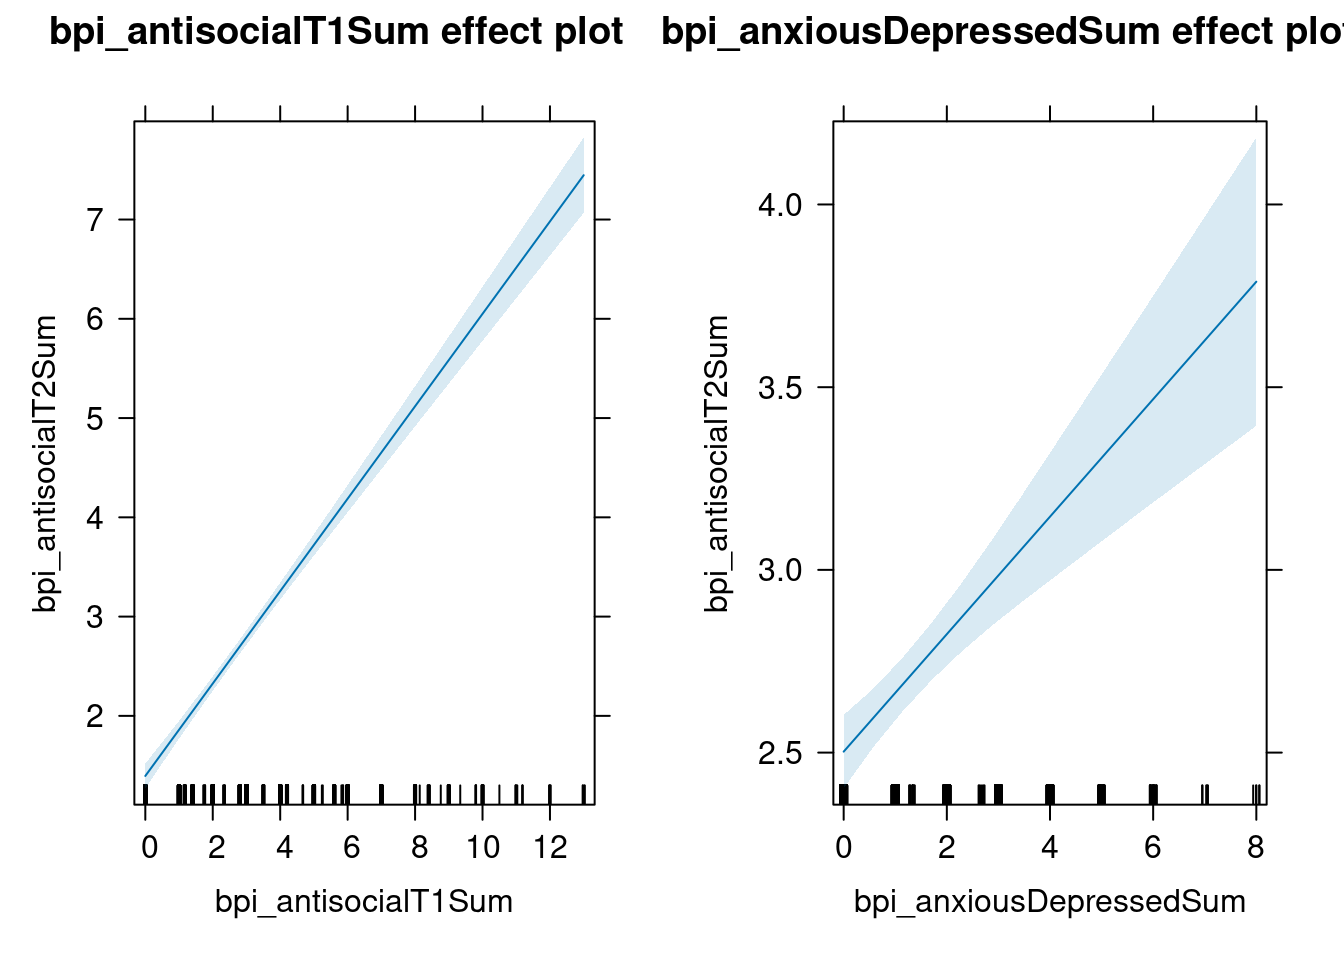 bpi_antisocialT1Sum effect plot
bpi_antisocialT2Sum
7
6
5
4
3
2
0 2 4 6 8 10 12
bpi_antisocialT1Sum
bpi_anxiousDepressedSum effect plot
bpi_antisocialT2Sum
4.0
3.5
3.0
2.5
0 2 4 6 8
bpi_anxiousDepressedSum